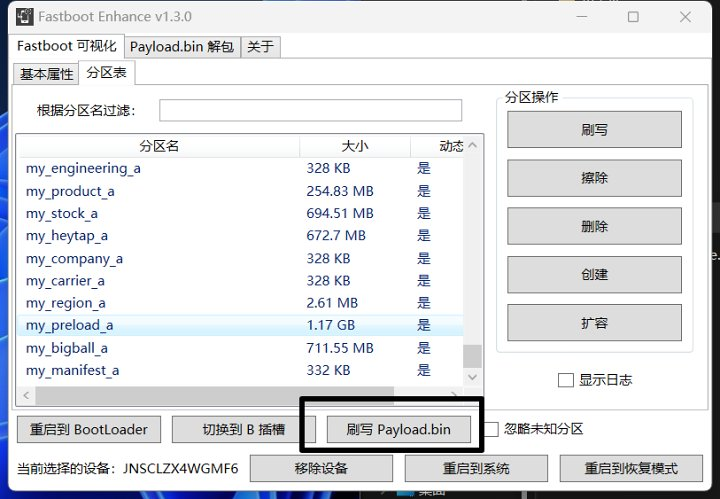 Fastboot Enhance v1.3.0
Fastboot 可视化 Payload.bin 解包 关于
基本属性 分区表
根据分区名过滤：
分区操作
分区名 大小 动态
my_engineering_a 328 KB 是
my_product_a 254.83 MB 是
my_stock_a 694.51 MB 是
my_heytap_a 672.7 MB 是
my_company_a 328 KB 是
my_carrier_a 328 KB 是
my_region_a 2.61 MB 是
my_preload_a 1.17 GB 是
my_bigball_a 711.55 MB 是
my_manifest_a 332 KB 是
刷写
擦除
删除
创建
扩容
显示日志
重启到 BootLoader 切换到 B 插槽 刷写 Payload.bin 忽略未知分区
当前选择的设备：JNSCLZX4WGMF6 移除设备 重启到系统 重启到恢复模式